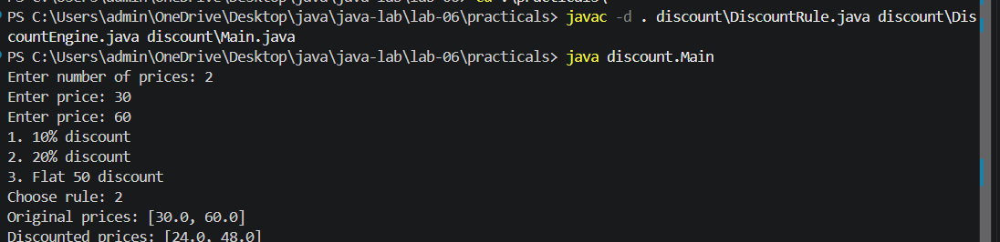 PS C:\Users\admin\OneDrive\Desktop\java\java-lab\lab-06\practicals> javac -d . discount\DiscountRule.java discount\Dis
countEngine.java discount\Main.java
PS C:\Users\admin\OneDrive\Desktop\java\java-lab\lab-06\practicals> java discount.Main
Enter number of prices: 2
Enter price: 30
Enter price: 60
1. 10% discount
2. 20% discount
3. Flat 50 discount
Choose rule: 2
Original prices: [30.0, 60.0]
Discounted prices: [24.0, 48.0]